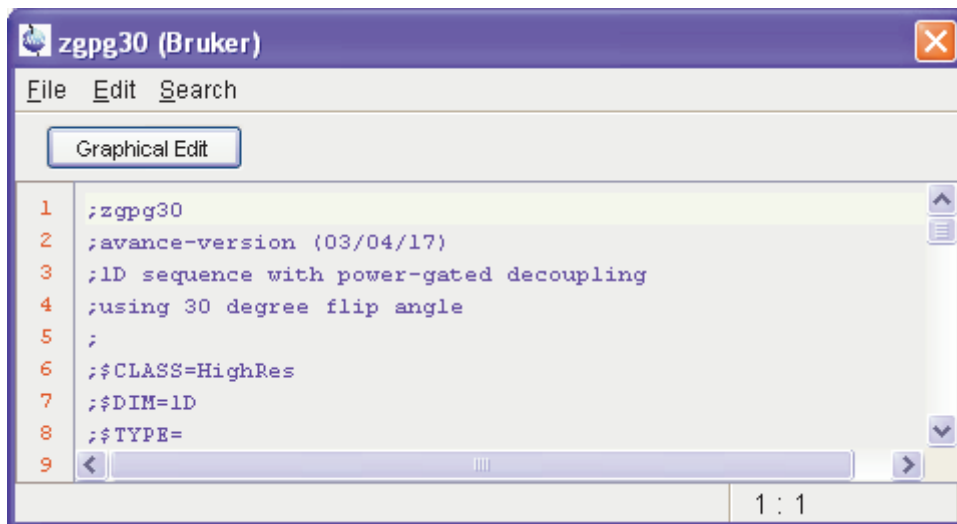 zgpg30 (Bruker)
File Edit Search
Graphical Edit
1 ;zgpg30
2 ;avance-version (03/04/17)
3 ;1D sequence with power-gated decoupling
4 ;using 30 degree flip angle
5 ;
6 ;$CLASS=HighRes
7 ;$DIM=1D
8 ;$TYPE=
9
1 : 1